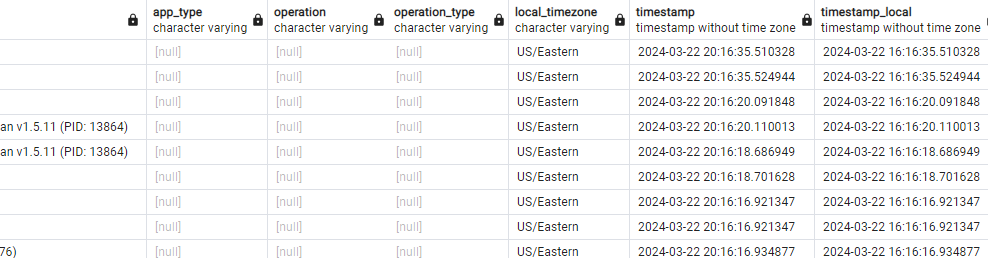 app_type operation operation_type local_timezone timestamp timestamp_local
character varying character varying character varying character varying timestamp without time zone timestamp without time zone
[null] [null] [null] US/Eastern 2024-03-22 20:16:35.510328 2024-03-22 16:16:35.510328
[null] [null] [null] US/Eastern 2024-03-22 20:16:35.524944 2024-03-22 16:16:35.524944
[null] [null] [null] US/Eastern 2024-03-22 20:16:20.091848 2024-03-22 16:16:20.091848
an v1.5.11 (PID: 13864) [null] [null] [null] US/Eastern 2024-03-22 20:16:20.110013 2024-03-22 16:16:20.110013
an v1.5.11 (PID: 13864) [null] [null] [null] US/Eastern 2024-03-22 20:16:18.686949 2024-03-22 16:16:18.686949
[null] [null] [null] US/Eastern 2024-03-22 20:16:18.701628 2024-03-22 16:16:18.701628
[null] [null] [null] US/Eastern 2024-03-22 20:16:16.921347 2024-03-22 16:16:16.921347
[null] [null] [null] US/Eastern 2024-03-22 20:16:16.921347 2024-03-22 16:16:16.921347
76) [null] [null] [null] US/Eastern 2024-03-22 20:16:16.934877 2024-03-22 16:16:16.934877